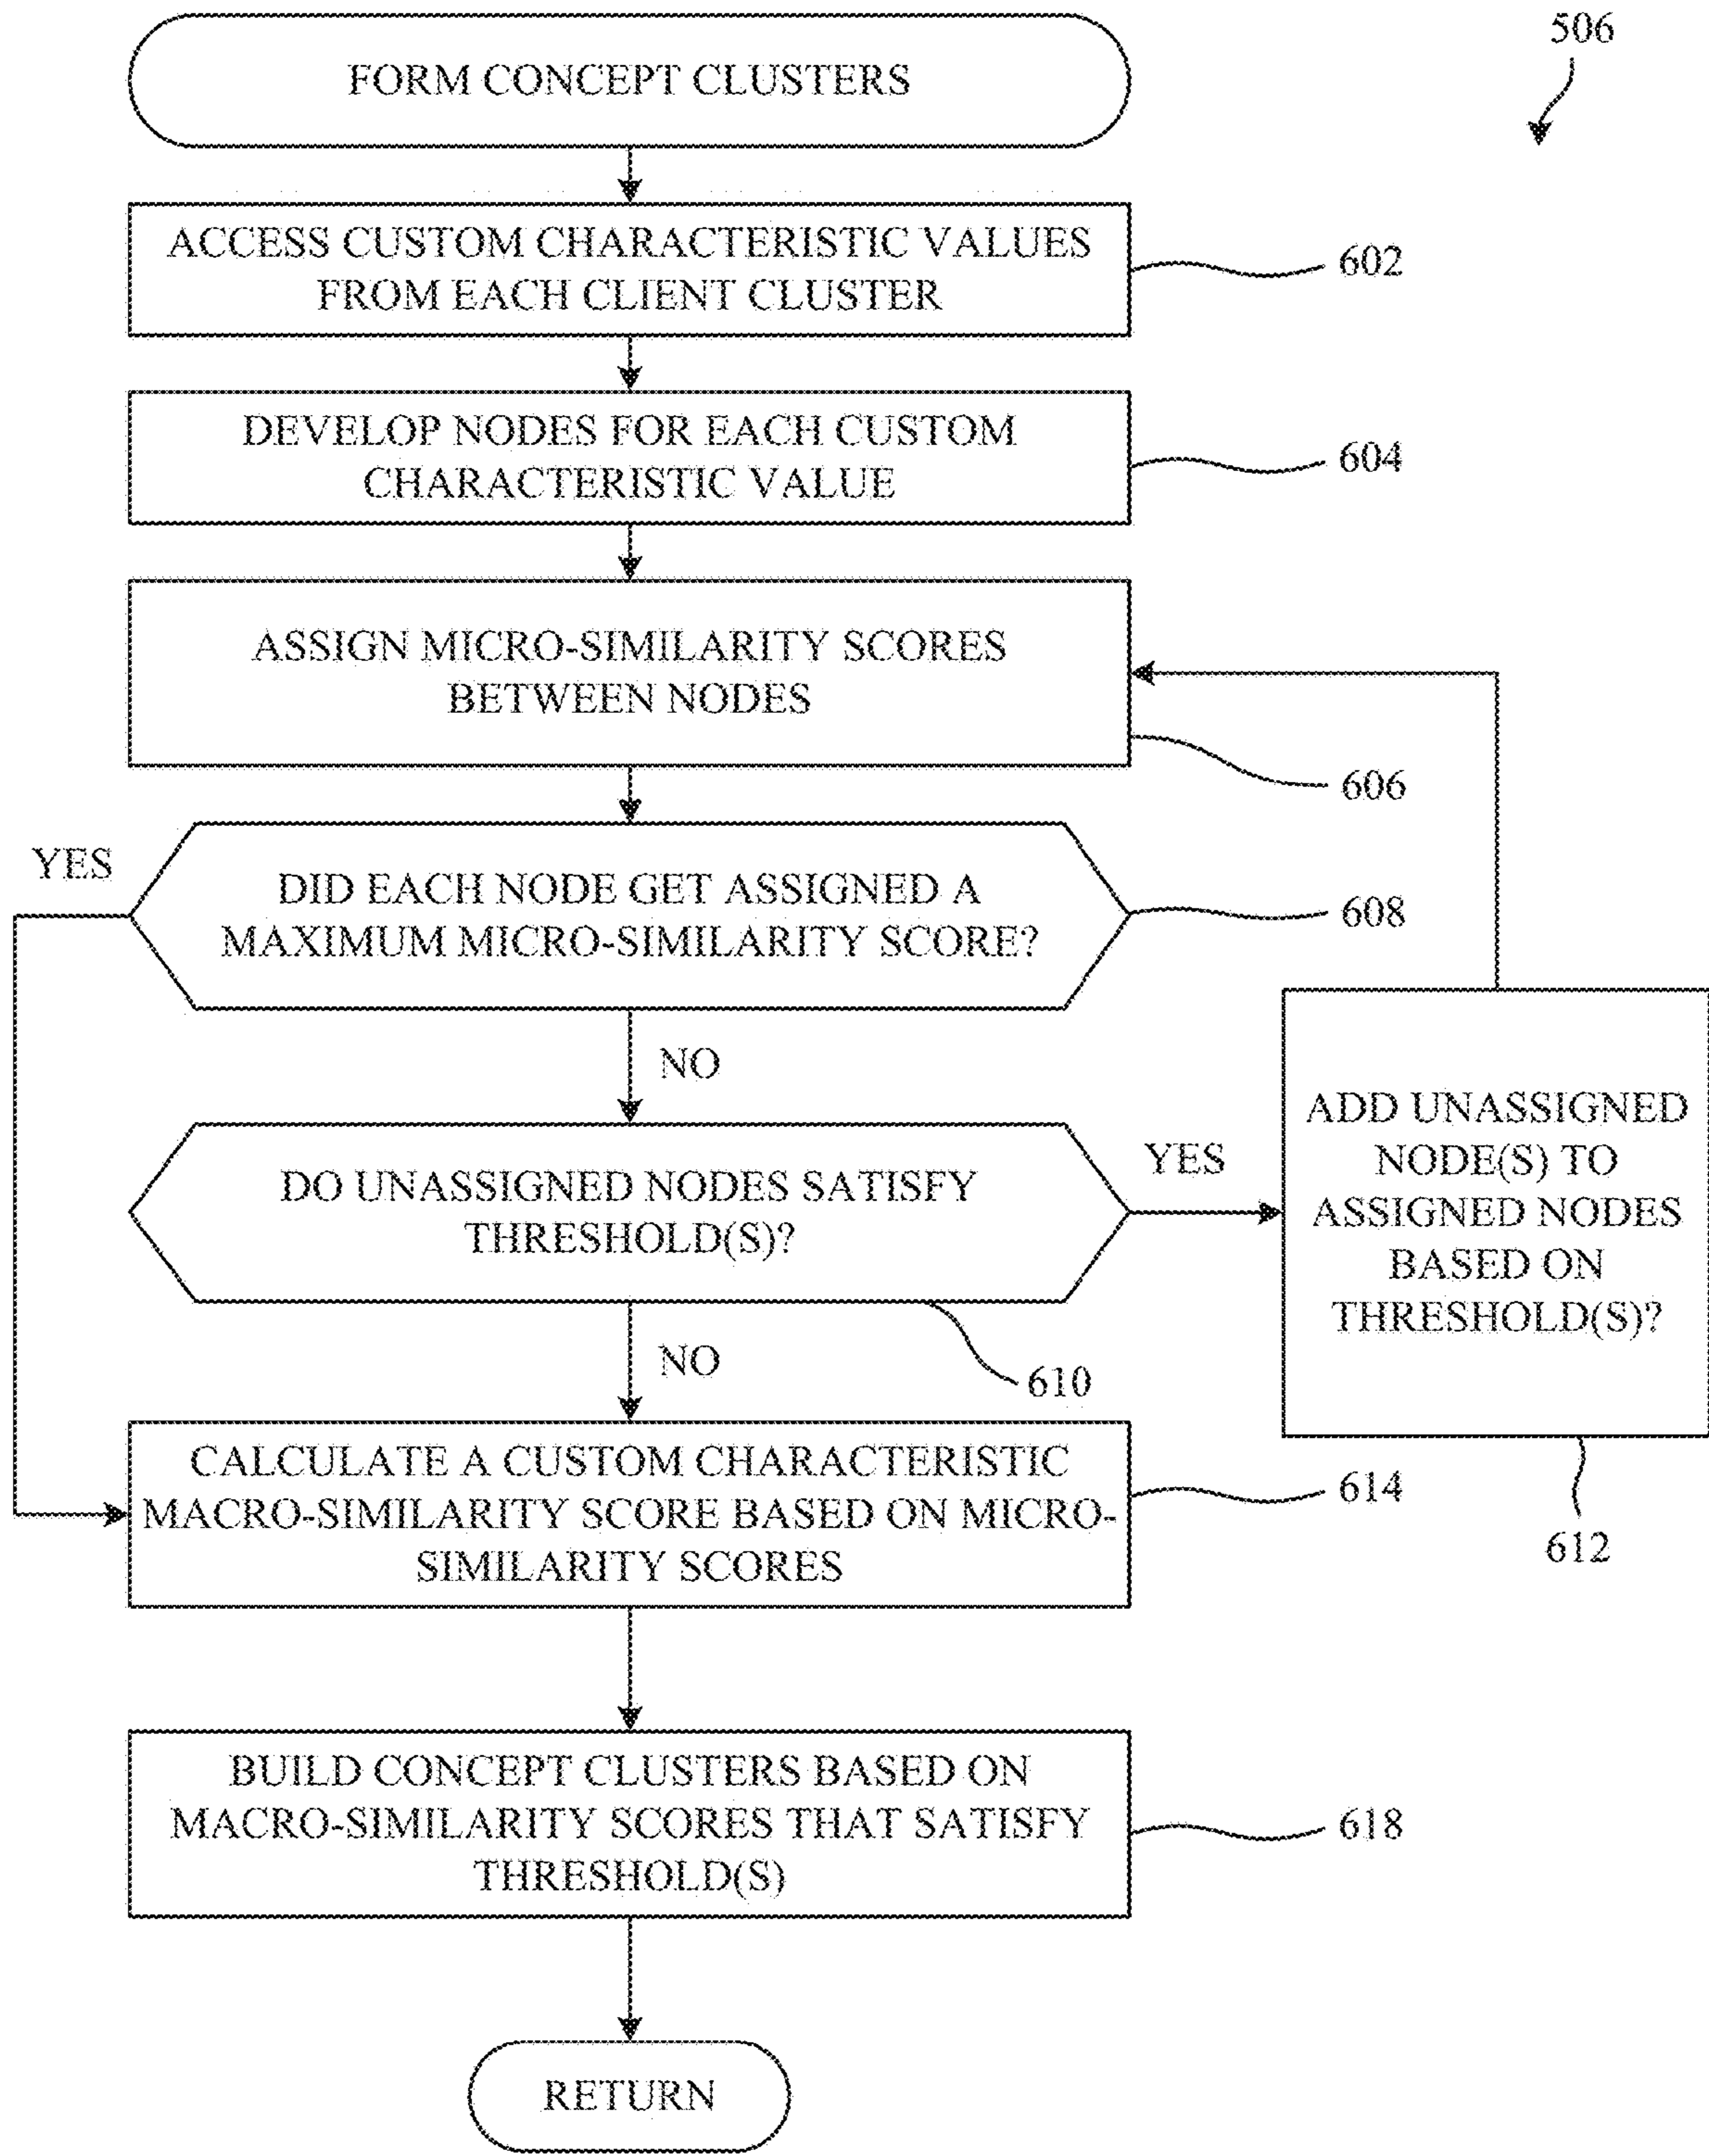 506
FORM CONCEPT CLUSTERS
ACCESS CUSTOM CHARACTERISTIC VALUES
FROM EACH CLIENT CLUSTER
602
DEVELOP NODES FOR EACH CUSTOM
CHARACTERISTIC VALUE
604
ASSIGN MICRO-SIMILARITY SCORES
BETWEEN NODES
606
YES
DID EACH NODE GET ASSIGNED A
MAXIMUM MICRO-SIMILARITY SCORE?
608
NO
DO UNASSIGNED NODES SATISFY
THRESHOLD(S)?
610
YES
ADD UNASSIGNED
NODE(S) TO
ASSIGNED NODES
BASED ON
THRESHOLD(S)?
612
NO
CALCULATE A CUSTOM CHARACTERISTIC
MACRO-SIMILARITY SCORE BASED ON MICRO-
SIMILARITY SCORES
614
BUILD CONCEPT CLUSTERS BASED ON
MACRO-SIMILARITY SCORES THAT SATISFY
THRESHOLD(S)
618
RETURN